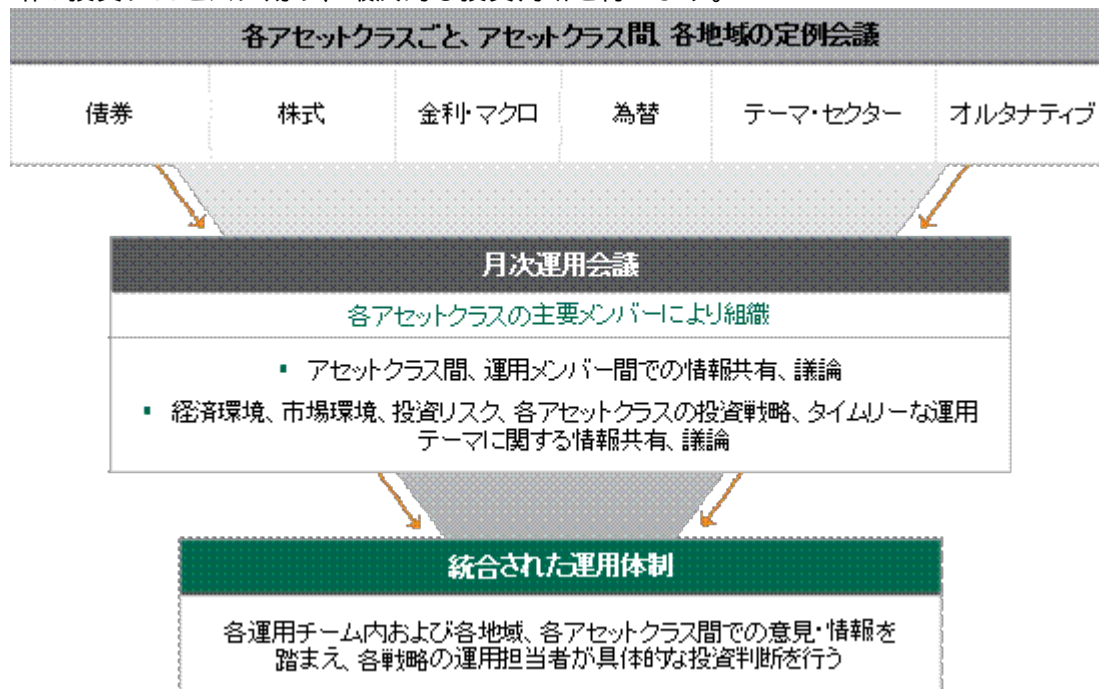 各アセットクラスごと、アセットクラス間、各地域の定例会議
債券 株式 金利・マクロ 為替 テーマ・セクター オルタナティブ
月次運用会議
各アセットクラスの主要メンバーにより組織
▪ アセットクラス間、運用メンバー間での情報共有、議論
▪ 経済環境、市場環境、投資リスク、各アセットクラスの投資戦略、タイムリーな運用
テーマに関する情報共有、議論
統合された運用体制
各運用チーム内および各地域、各アセットクラス間での意見・情報を
踏まえ、各戦略の運用担当者が具体的な投資判断を行う